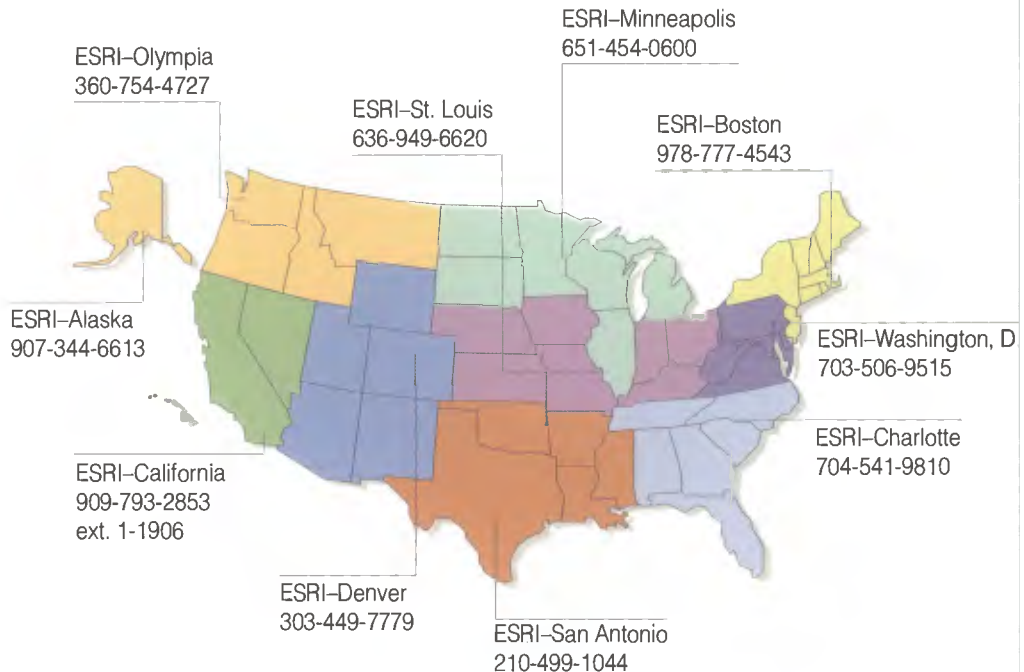 ESRI–Minneapolis
651-454-0600
ESRI–Olympia
360-754-4727
ESRI–St. Louis
636-949-6620
ESRI–Boston
978-777-4543
ESRI–Alaska
907-344-6613
ESRI–Washington, D
703-506-9515
ESRI–Charlotte
704-541-9810
ESRI–California
909-793-2853
ext. 1-1906
ESRI–Denver
303-449-7779
ESRI–San Antonio
210-499-1044